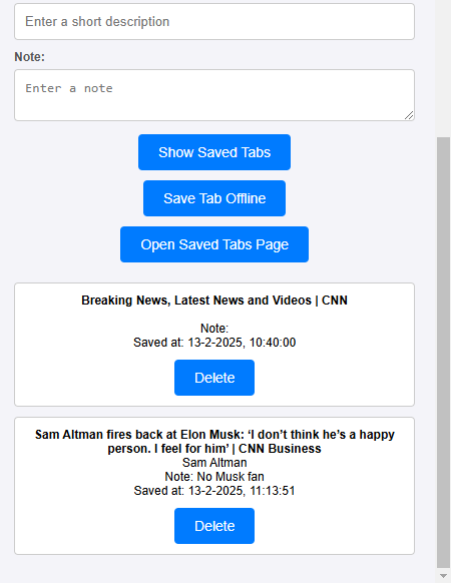 Enter a short description
Note:
Enter a note
Show Saved Tabs
Save Tab Offline
Open Saved Tabs Page
Breaking News, Latest News and Videos | CNN
Note:
Saved at: 13-2-2025, 10:40:00
Delete
Sam Altman fires back at Elon Musk: ‘I don’t think he’s a happy
person. I feel for him’ | CNN Business
Sam Altman
Note: No Musk fan
Saved at: 13-2-2025, 11:13:51
Delete